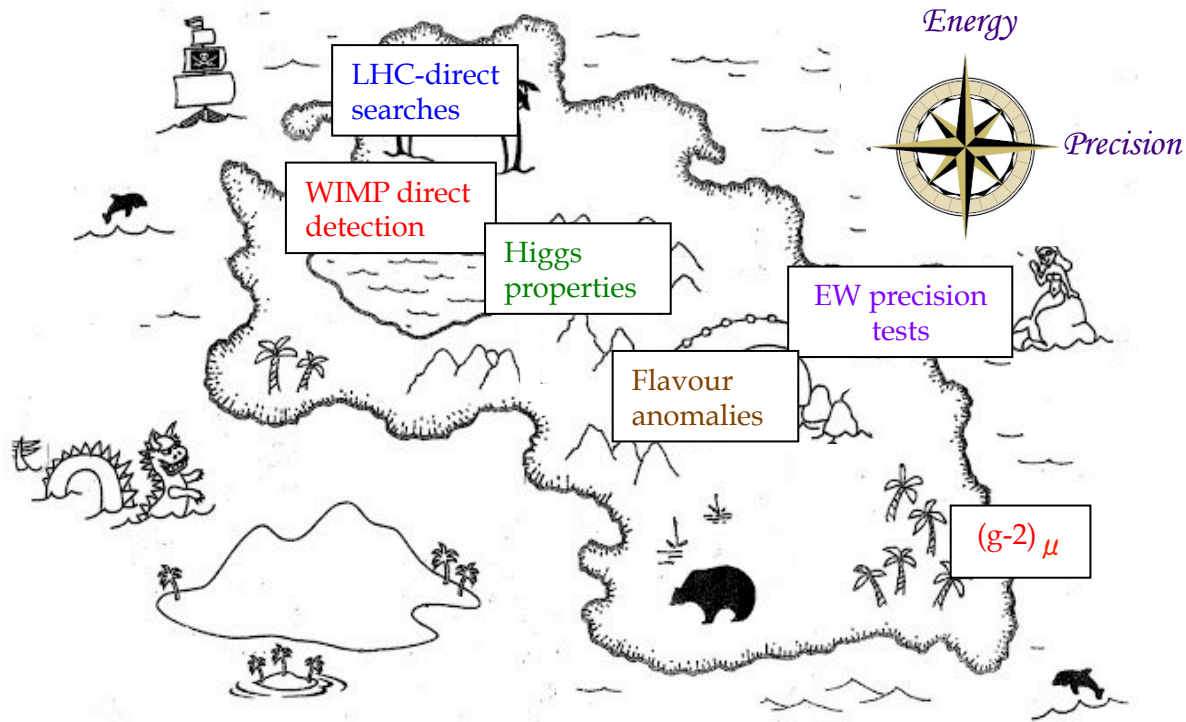 Energy
Precision
LHC-direct
searches
WIMP direct
detection
Higgs
properties
EW precision
tests
Flavour
anomalies
(g-2) μ